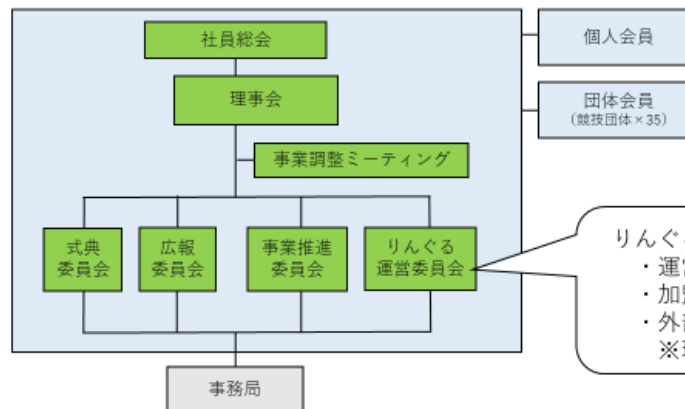 社員総会
理事会
事業調整ミーティング
式典
委員会
広報
委員会
事業推進
委員会
りんぐる
運営委員会
事務局
個人会員
団体会員
(競技団体×35)
りんぐ
・運
・加
・外
※